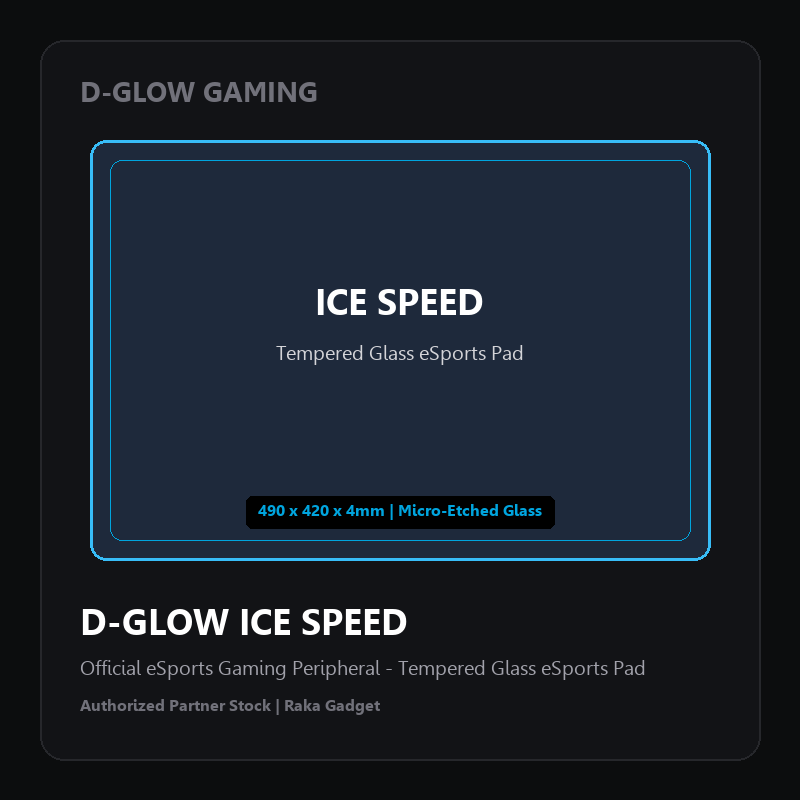 D-GLOW GAMING
ICE SPEED
Tempered Glass eSports Pad
490 x 420 x 4mm | Micro-Etched Glass
D-GLOW ICE SPEED
Official eSports Gaming Peripheral - Tempered Glass eSports Pad
Authorized Partner Stock | Raka Gadget